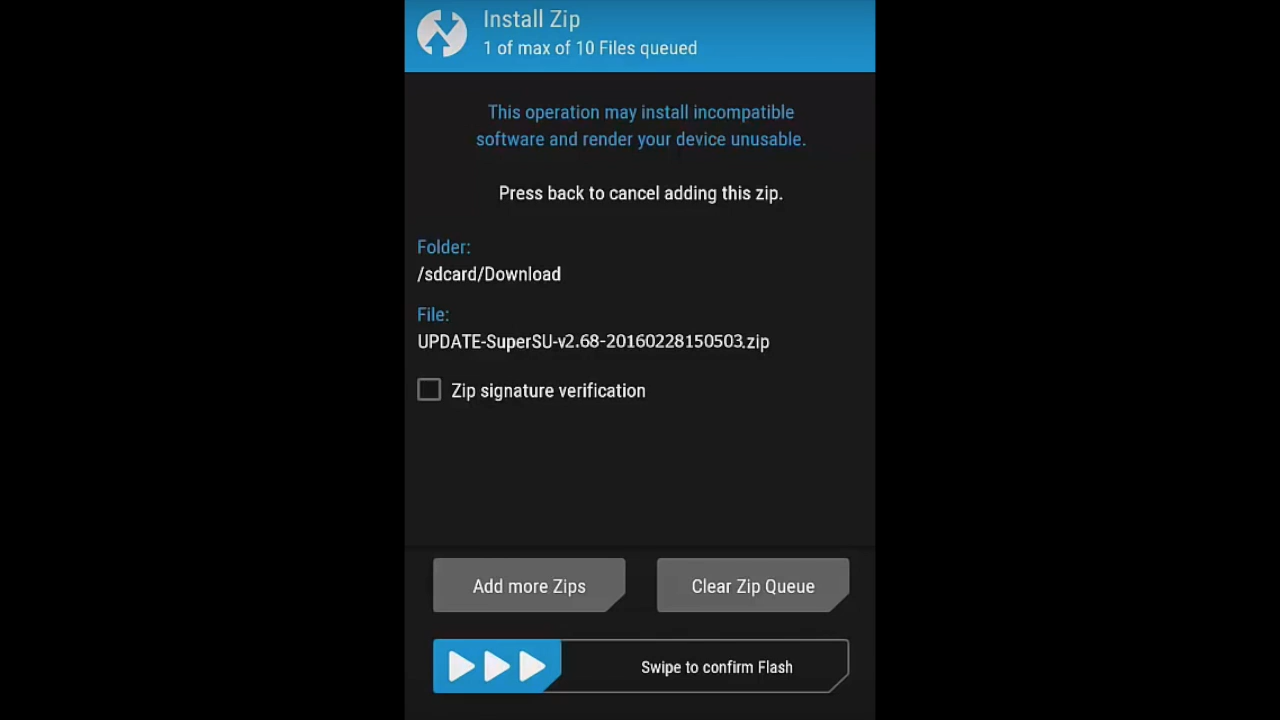 Install Zip
1 of max of 10 Files queued
This operation may install incompatible
software and render your device unusable.
Press back to cancel adding this zip.
Folder:
/sdcard/Download
File:
UPDATE-SuperSU-v2.68-20160228150503.zip
Zip signature verification
Add more Zips
Clear Zip Queue
Swipe to confirm Flash